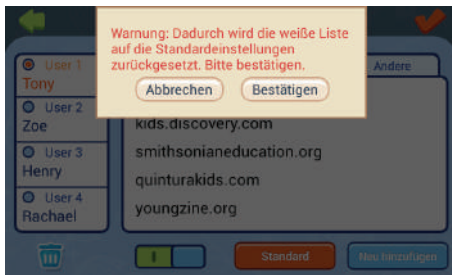 Warnung: Dadurch wird die weiße Liste
auf die Standardeinstellungen
zurückgesetzt. Bitte bestätigen.
Abbrechen Bestätigen
Andere
User 1
Tony
User 2
Zoe
User 3
Henry
User 4
Rachael
kids.discovery.com
smithsonianeducation.org
quinturakids.com
youngzine.org
Standard
Neu hinzufügen